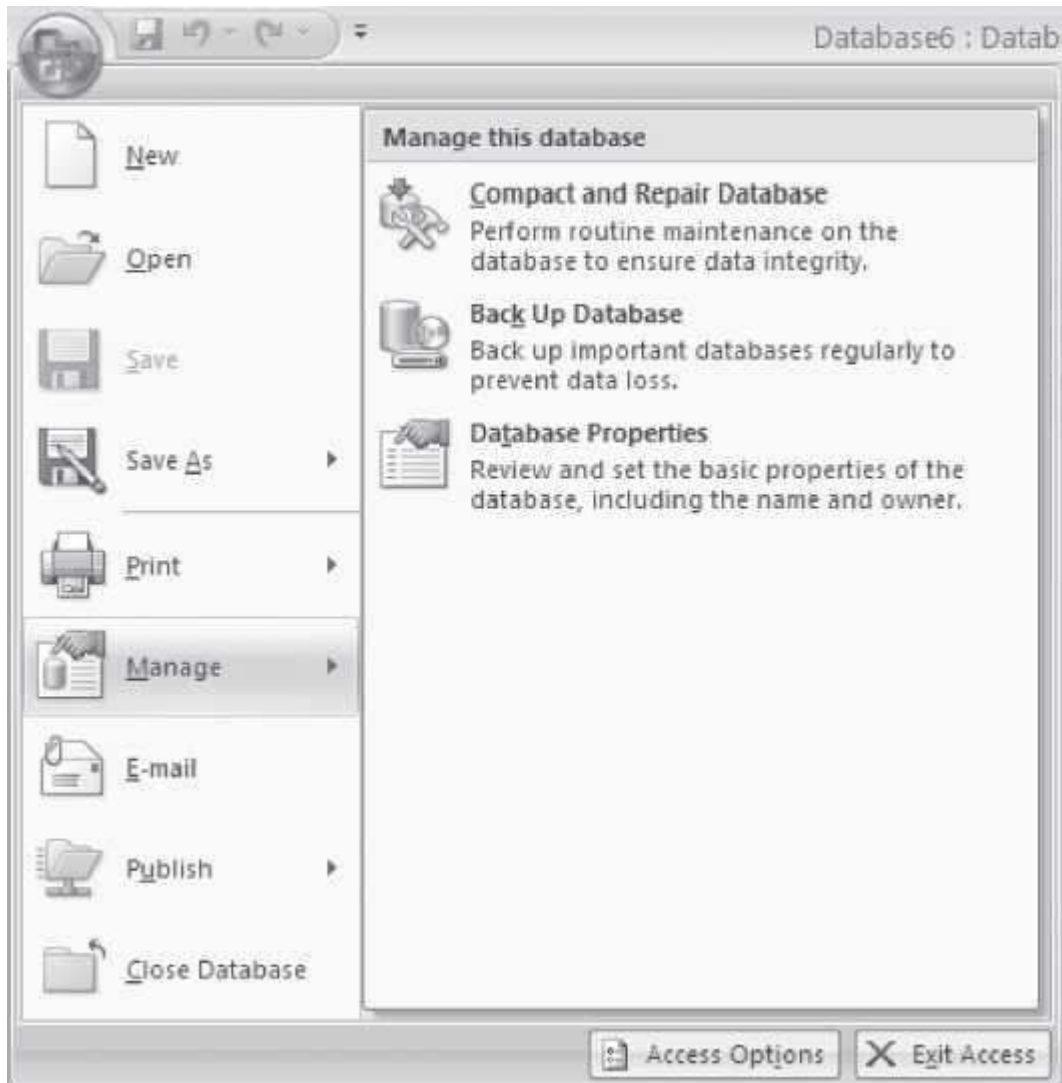 Database6 : Datab
New
Open
Save
Save As
Print
Manage
E-mail
Publish
Close Database
Manage this database
Compact and Repair Database
Perform routine maintenance on the
database to ensure data integrity.
Back Up Database
Back up important databases regularly to
prevent data loss.
Database Properties
Review and set the basic properties of the
database, including the name and owner.
Access Options
Exit Access